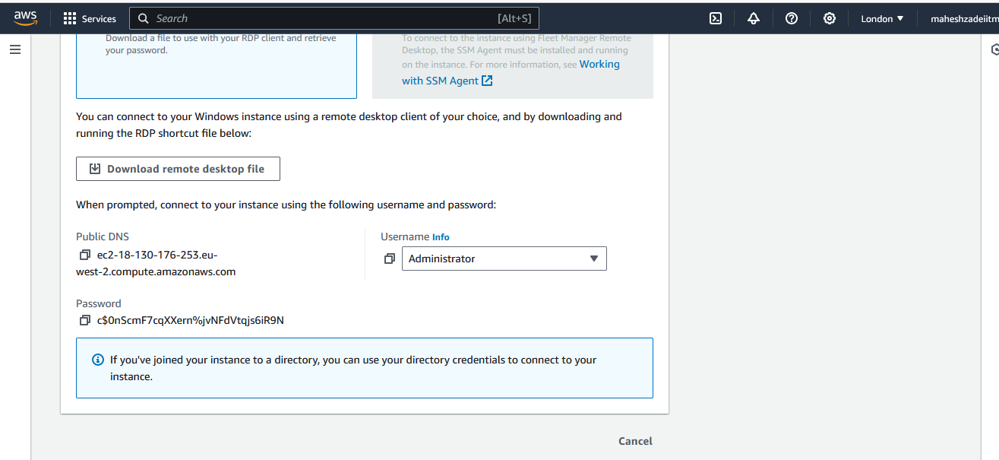 aws
Services
Search
[Alt+S]
London
maheshzadeiitm
Download a file to use with your RDP client and retrieve
your password.
To connect to the instance using Fleet Manager Remote
Desktop, the SSM Agent must be installed and running
on the instance. For more information, see Working
with SSM Agent
You can connect to your Windows instance using a remote desktop client of your choice, and by downloading and
running the RDP shortcut file below:
Download remote desktop file
When prompted, connect to your instance using the following username and password:
Public DNS
ec2-18-130-176-253.eu-
west-2.compute.amazonaws.com
Username Info
Administrator
Password
c$0nScmF7cqXXern%jvNFdVtqjs6iR9N
If you've joined your instance to a directory, you can use your directory credentials to connect to your
instance.
Cancel